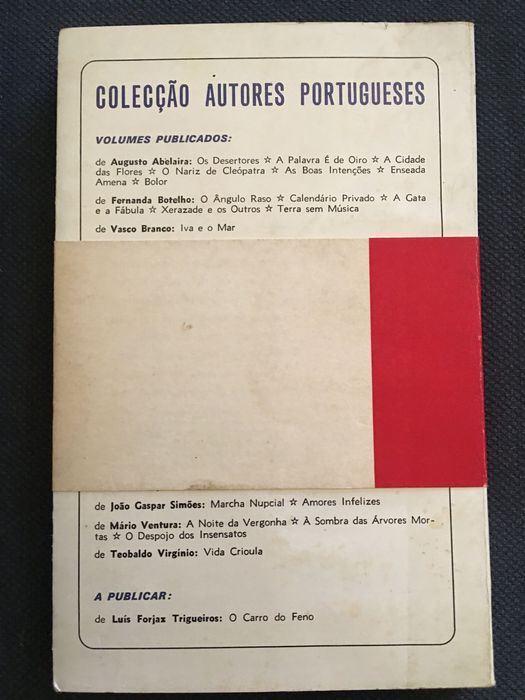 COLECÇÃO AUTORES PORTUGUESES
VOLUMES PUBLICADOS:
de Augusto Abelaira: Os Desertores ☆ A Palavra É de Oiro ☆ A Cidade
das Flores ☆ O Nariz de Cleópatra ☆ As Boas Intenções ☆ Enseada
Amena ☆ Bolor
de Fernanda Botelho: O Ângulo Raso ☆ Calendário Privado ☆ A Gata
e a Fábula ☆ Xerazade e os Outros ☆ Terra sem Música
de Vasco Branco: Iva e o Mar
de João Gaspar Simões: Marcha Nupcial ☆ Amores Infelizes
de Mário Ventura: A Noite da Vergonha ☆ À Sombra das Árvores Mor-
tas ☆ O Despojo dos Insensatos
de Teobaldo Virgínio: Vida Crioula
A PUBLICAR:
de Luís Forjaz Trigueiros: O Carro do Feno